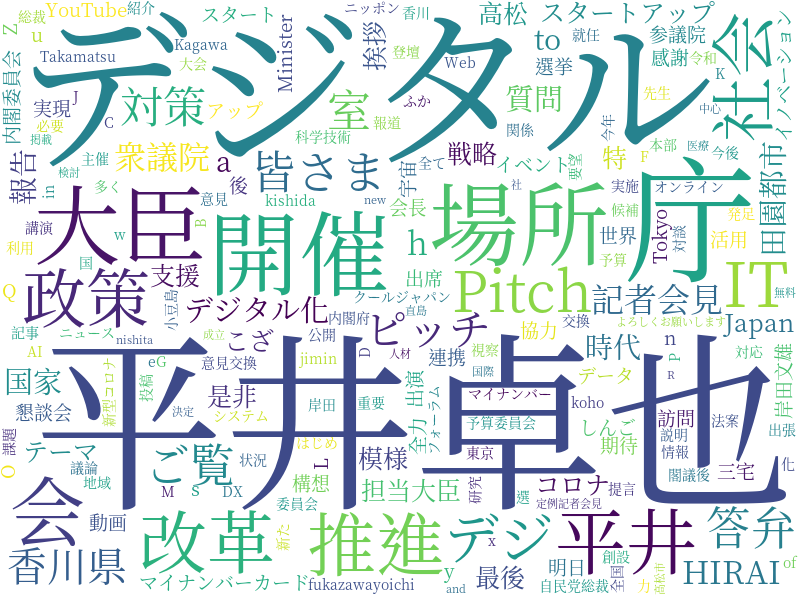 YouTube
紹介
スタート
総裁
ニッポン
香川
就任
高松
スタートアップ
社会
イノベーション
内閣委員会
Z
u
デジタル
Takamatsu
Kagawa
大会
Minister
挨拶
登壇
Web
to
選挙
参議院
感謝
令和
K
先生
中心
実現
J
C
必要
掲載
対策
アップ
室
ふか
報道
質問
関係
今年
本部
今後
科学技術
主催
検討
衆議院
a
皆さま
戦略
イベント
特
F
要望
全て
医療
報告
多く
in
後
意見
kishida
new
会長
宇宙
社
実施
オンライン
候補
田園都市
講演
w
B
大臣
開催
h
場所
庁
世界
Tokyo
対談
発足
活用
利用
国
支援
出席
クールジャパン
予算
Q
政策
小豆島
デジタル化
Pitch
記者会見
IT
無料
記事
ニュース
nishita
AI
成立
こざ
内閣府
公開
ピッチ
直島
協力
交換
よろしくお願いします
時代
n
Japan
P
対応
R
eG
投稿
新型コロナ
意見交換
人材
jimin
D
連携
視察
国際
データ
岸田文雄
国家
平井卓也
是非
岸田
重要
マイナンバー
koho
訪問
法案
出張
懇談会
システム
決定
全力
出演
フォーラム
予算委員会
しんご
説明
情報
閣議後
三宅
化
O
課題
テーマ
ご覧
はじめ
L
模様
東京
期待
議論
地域
状況
構想
会
M
s
DX
委員会
担当大臣
研究
選
コロナ
提言
定例記者会見
動画
改革
新た
推進
デジ
x
平井
答弁
香川県
マイナンバーカード
fukazawayoichi
y
and
最後
明日
自民党総裁
創設
全国
力
高松市
HIRAI
of